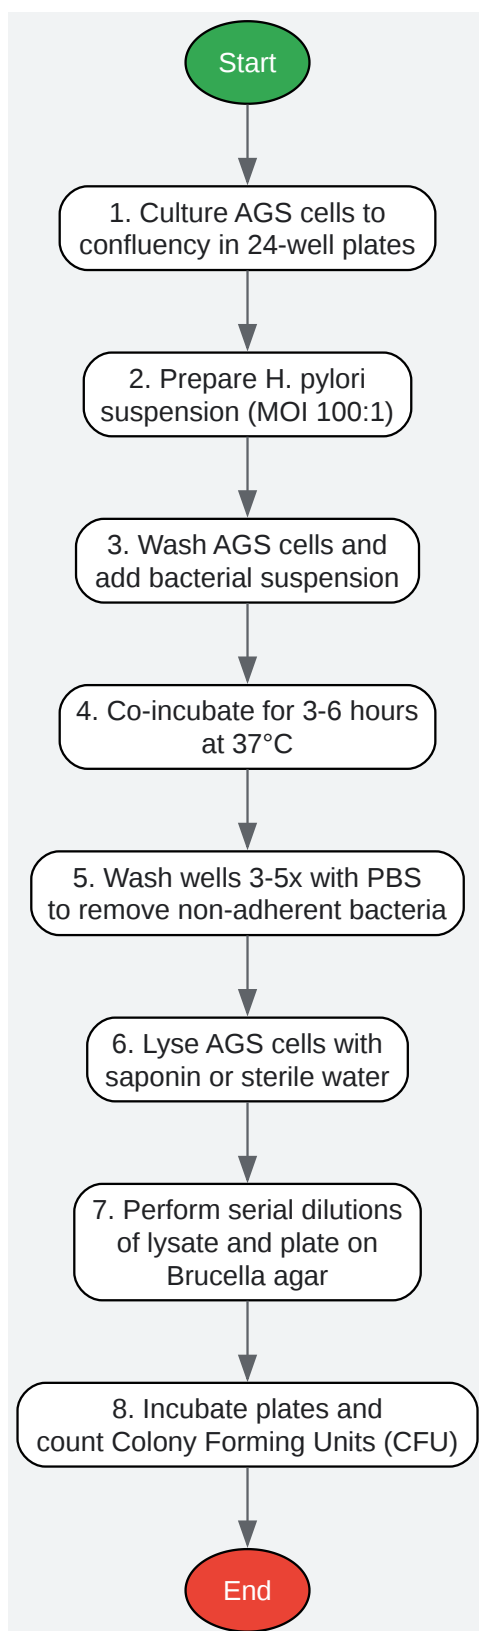 Start
1. Culture AGS cells to
confluency in 24-well plates
2. Prepare H. pylori
suspension (MOI 100:1)
3. Wash AGS cells and
add bacterial suspension
4. Co-incubate for 3-6 hours
at 37°C
5. Wash wells 3-5x with PBS
to remove non-adherent bacteria
6. Lyse AGS cells with
saponin or sterile water
7. Perform serial dilutions
of lysate and plate on
Brucella agar
8. Incubate plates and
count Colony Forming Units (CFU)
End